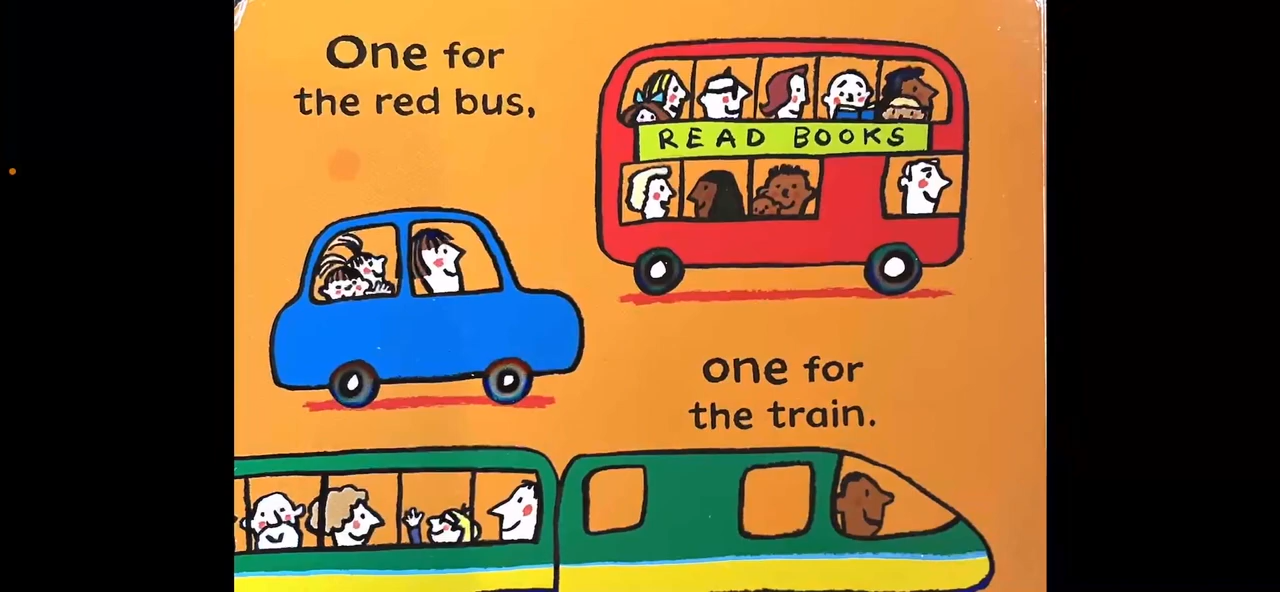 One for
the red bus,
READ BOOKS
one for
the train.